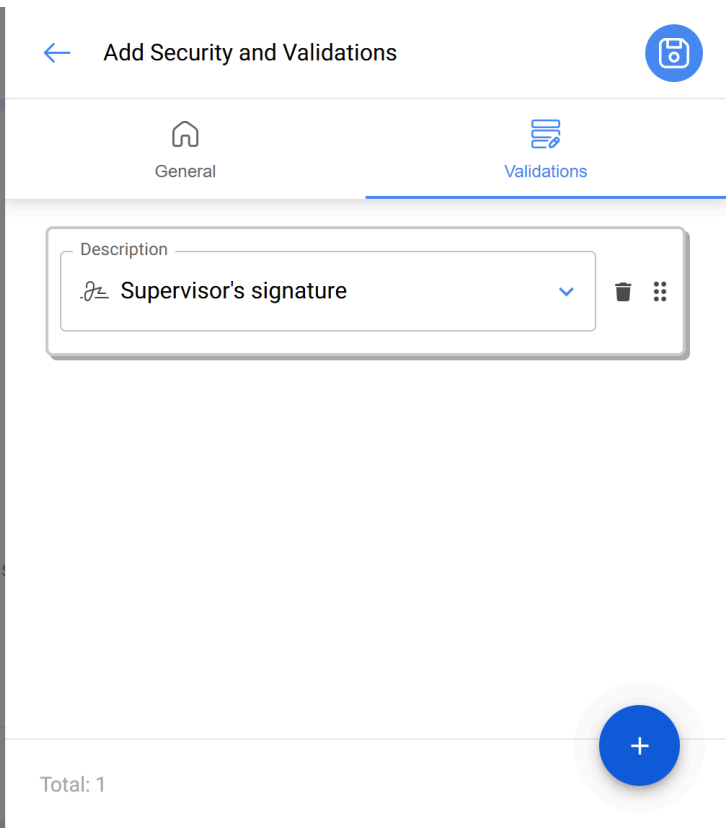 Add Security and Validations
General
Validations
Description
Supervisor's signature
Total: 1